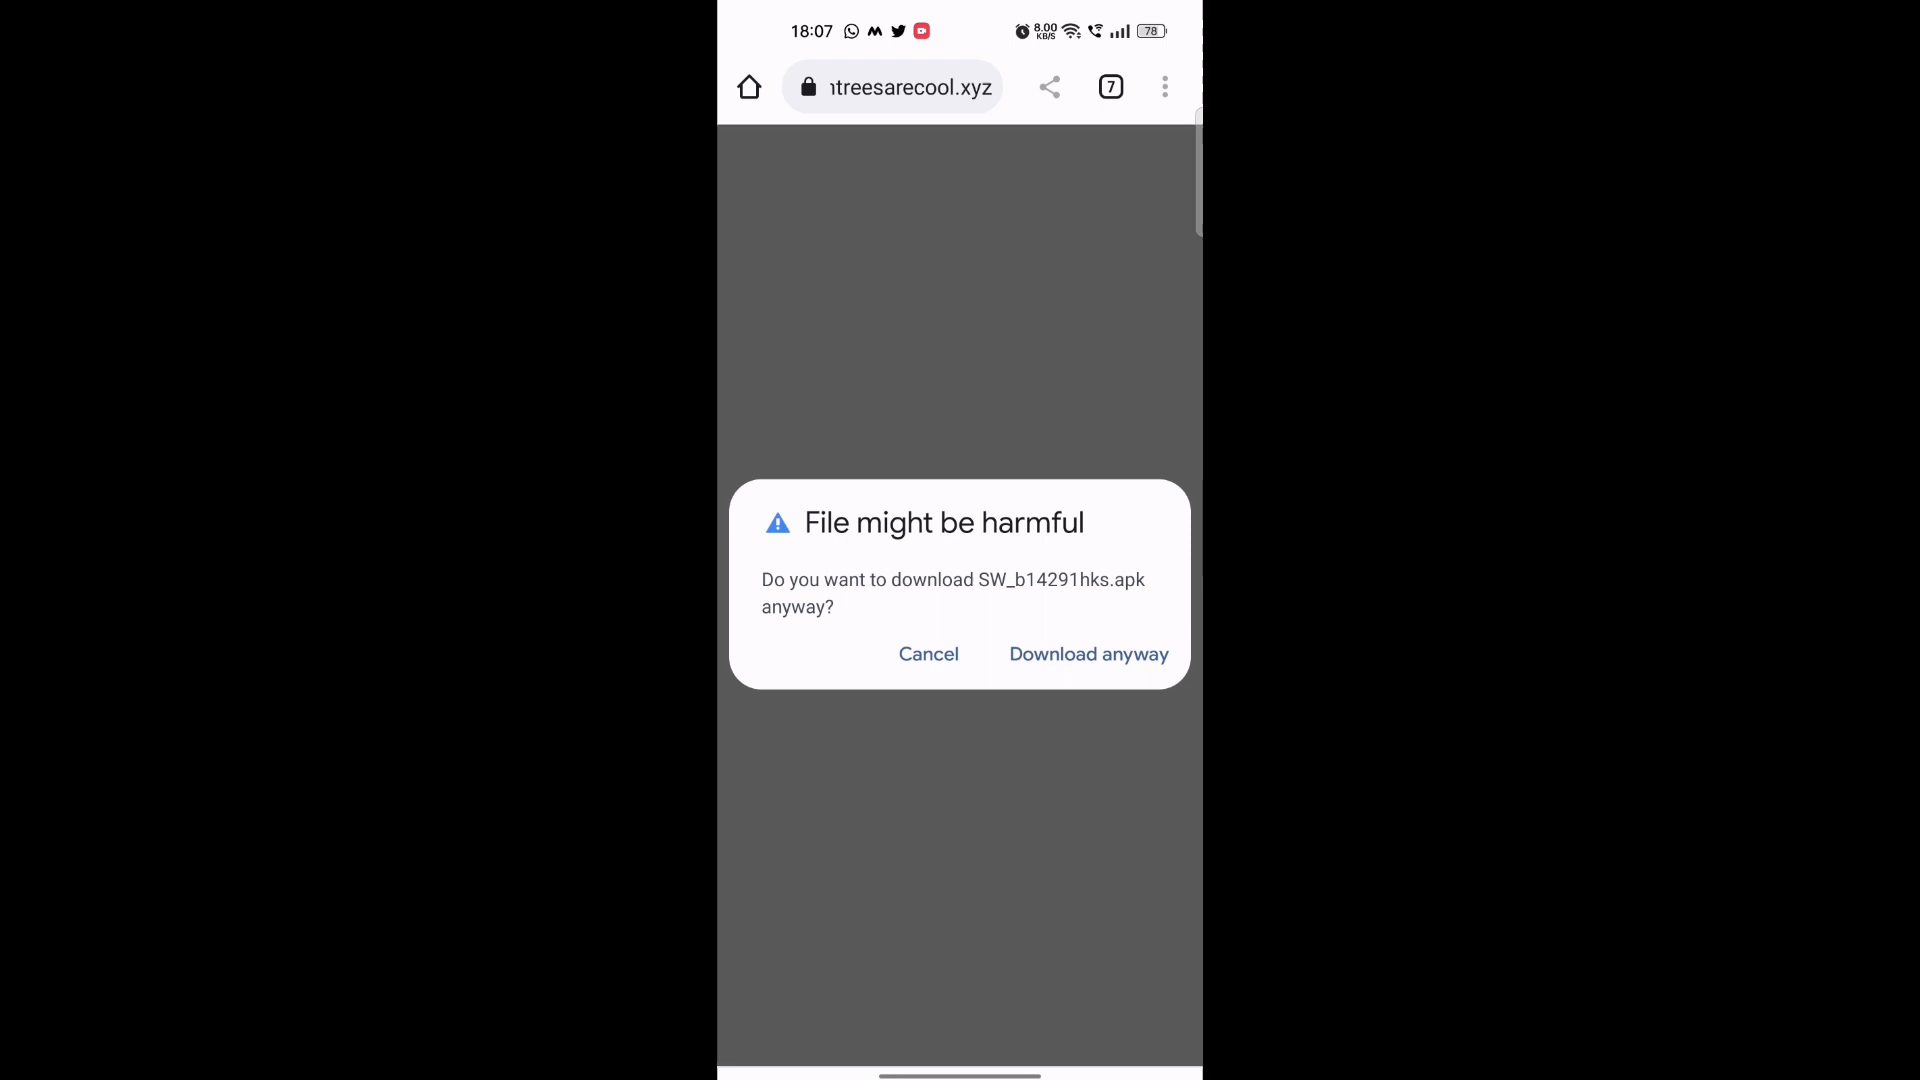 18:07 8.00 KB/S 78
ntreesarecool.xyz 7
File might be harmful
Do you want to download SW_b14291hks.apk
anyway?
Cancel Download anyway